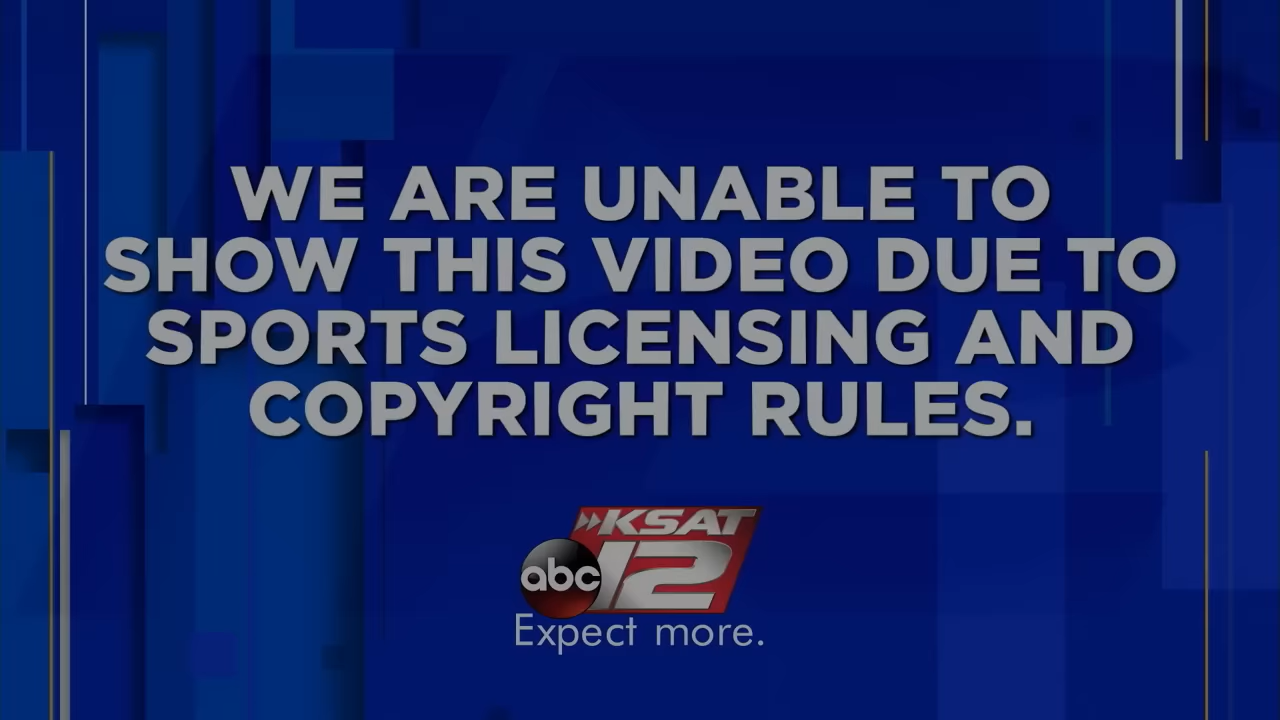 WE ARE UNABLE TO
SHOW THIS VIDEO DUE TO
SPORTS LICENSING AND
COPYRIGHT RULES.
KSAT
abc 12
Expect more.